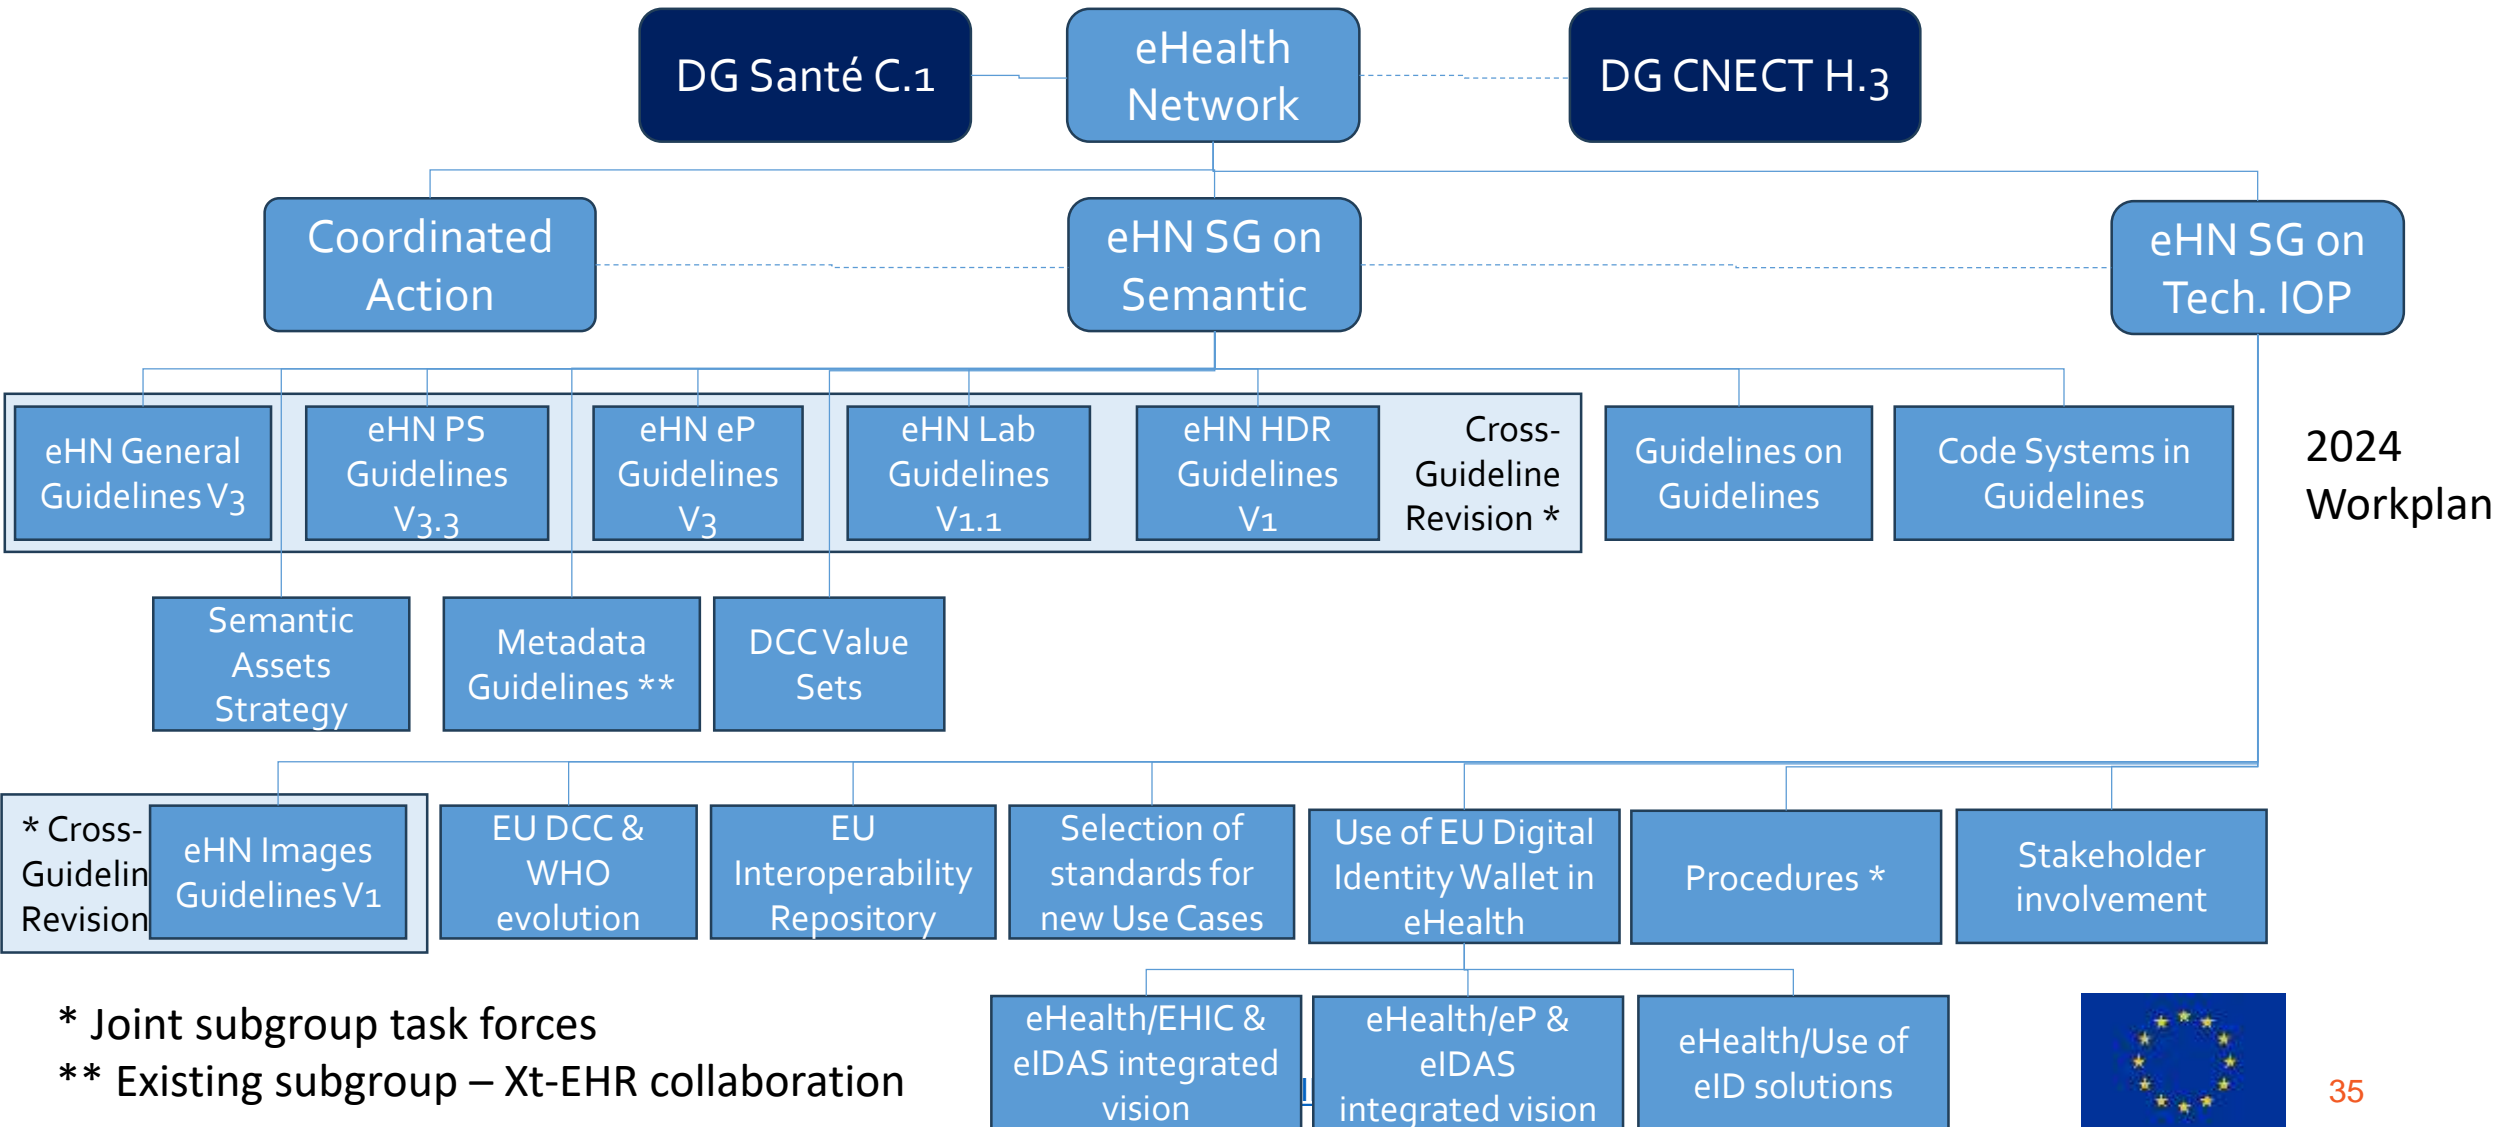 DG Santé C.1
eHealth
Network
DG CNECT H.3
Coordinated
Action
eHN SG on
Semantic
eHN SG on
Tech. IOP
eHN General
Guidelines V3
eHN PS
Guidelines
V3.3
eHN eP
Guidelines
V3
eHN Lab
Guidelines
V1.1
eHN HDR
Guidelines
V1
Cross-
Guideline
Revision *
Guidelines on
Guidelines
Code Systems in
Guidelines
2024
Workplan
Semantic
Assets
Strategy
Metadata
Guidelines **
DCC Value
Sets
* Cross-
Guidelin
Revision
eHN Images
Guidelines V1
EU DCC &
WHO
evolution
EU
Interoperability
Repository
Selection of
standards for
new Use Cases
Use of EU Digital
Identity Wallet in
eHealth
Procedures *
Stakeholder
involvement
* Joint subgroup task forces
** Existing subgroup – Xt-EHR collaboration
eHealth/EHIC &
eIDAS integrated
vision
eHealth/eP &
eIDAS
integrated vision
eHealth/Use of
eID solutions
35